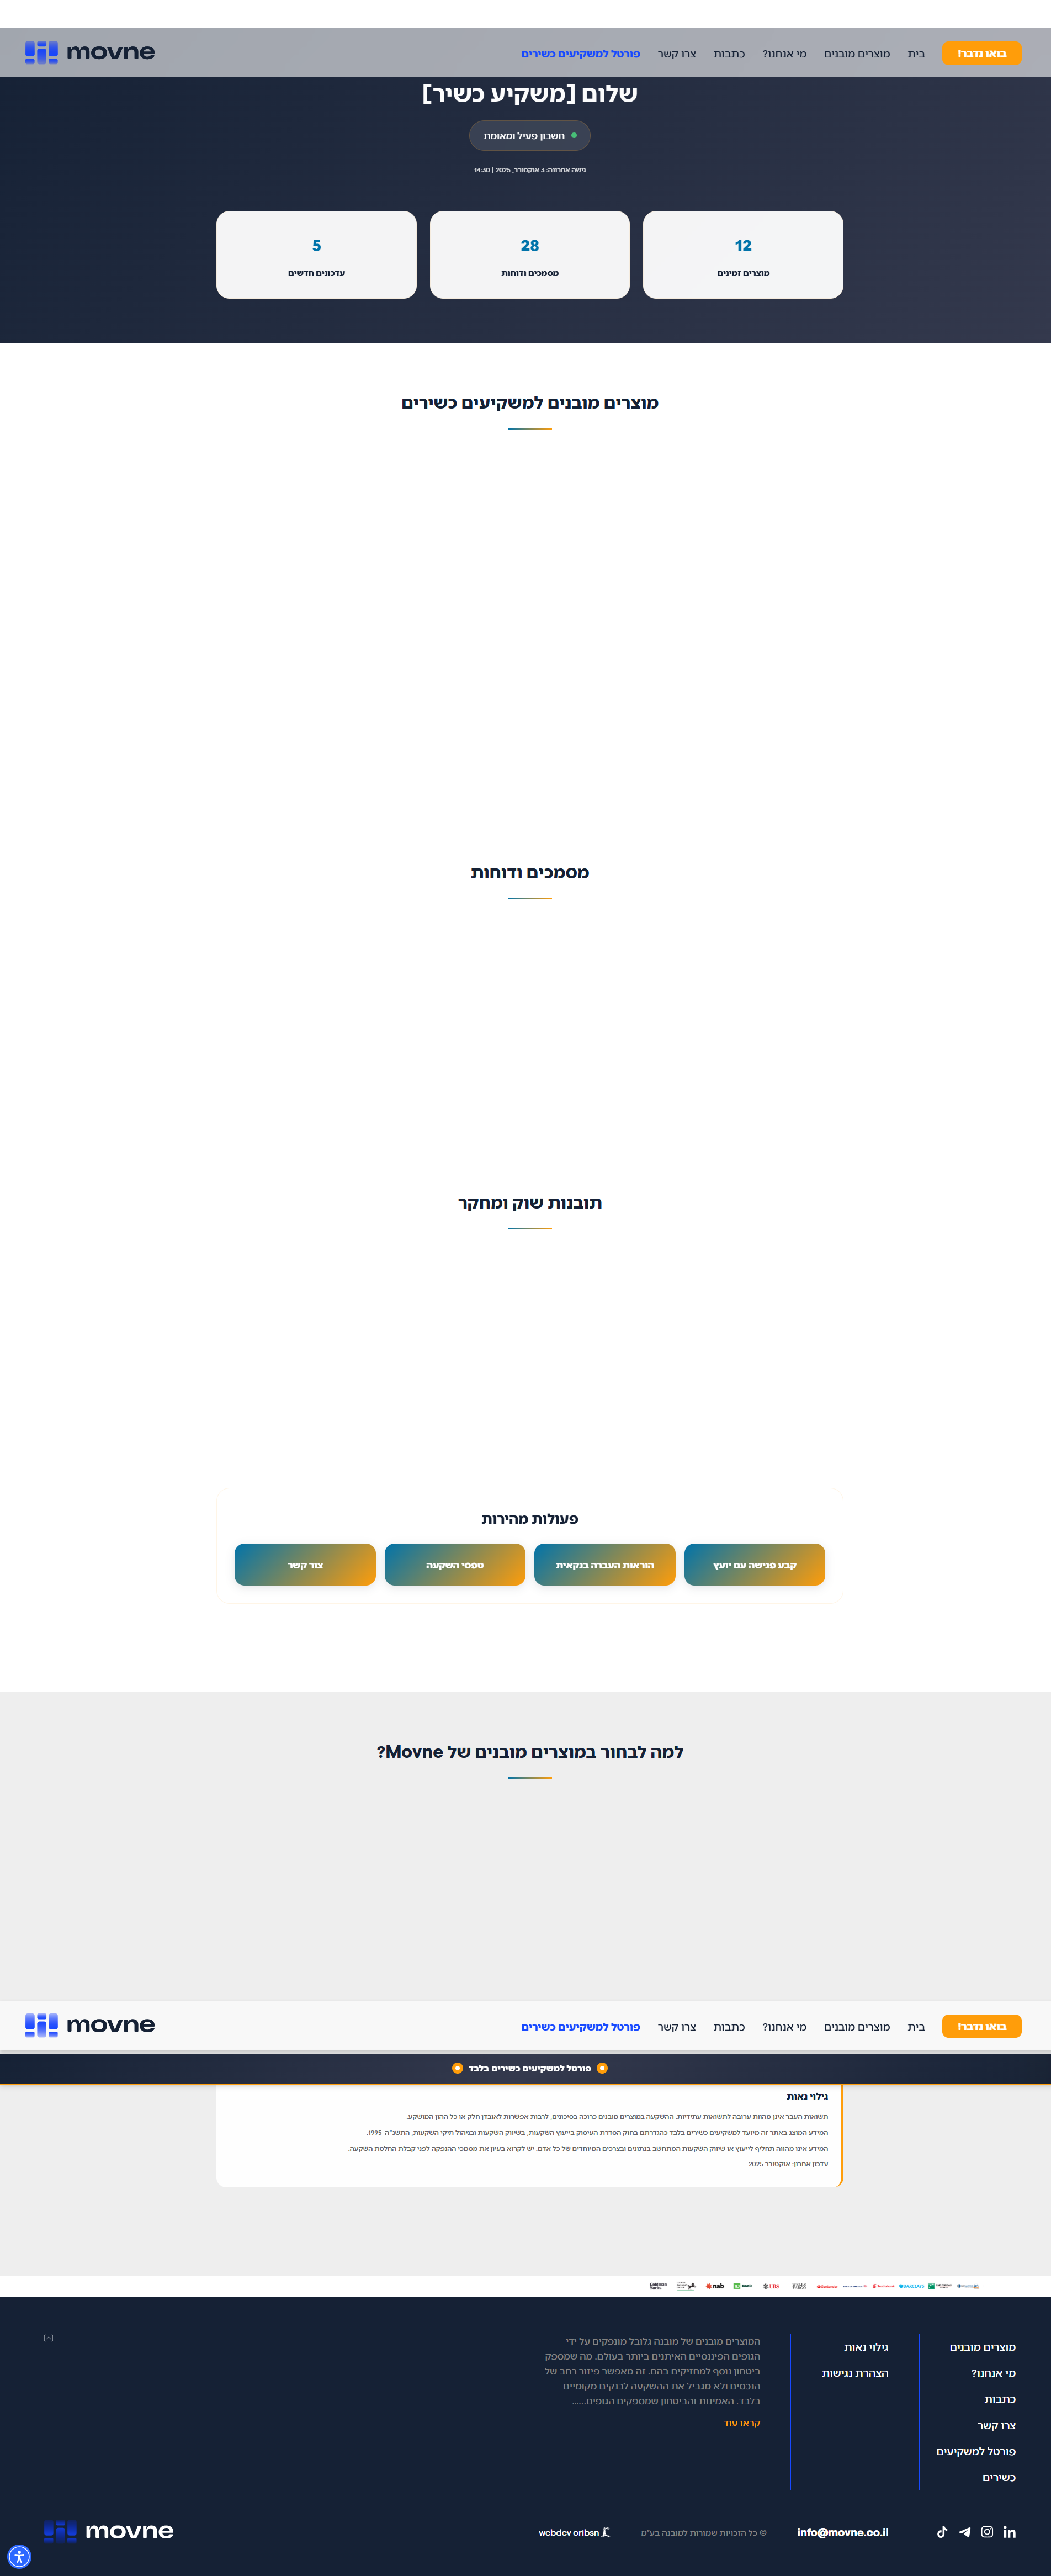 בואו נדבר!
בית
מוצרים מובנים
מי אנחנו?
כתבות
צרו קשר
פורטל למשקיעים כשירים
movne
שלום [משקיע כשיר]
חשבון פעיל ומאומת
גישה אחרונה: 3 אוקטובר, 2025 | 14:30
12
מוצרים זמינים
28
מסמכים ודוחות
5
עדכונים חדשים
מוצרים מובנים למשקיעים כשירים
מסמכים ודוחות
תובנות שוק ומחקר
פעולות מהירות
קבע פגישה עם יועץ
הוראות העברה בנקאית
טפסי השקעה
צור קשר
למה לבחור במוצרים מובנים של Movne?
בואו נדבר!
בית
מוצרים מובנים
מי אנחנו?
כתבות
צרו קשר
פורטל למשקיעים כשירים
movne
פורטל למשקיעים כשירים בלבד
גילוי נאות
תשואות העבר אינן מהוות ערובה לתשואות עתידיות. ההשקעה במוצרים מובנים כרוכה בסיכונים, לרבות אפשרות לאובדן חלק או כל ההון המושקע.
המידע המוצג באתר זה מיועד למשקיעים כשירים בלבד כהגדרתם בחוק הסדרת העיסוק בייעוץ השקעות, בשיווק השקעות ובניהול תיקי השקעות, התשנ"ה-1995.
המידע אינו מהווה תחליף לייעוץ או שיווק השקעות המתחשב בנתונים ובצרכים המיוחדים של כל אדם. יש לקרוא בעיון את מסמכי ההנפקה לפני קבלת החלטת השקעה.
עדכון אחרון: אוקטובר 2025
nab
UBS
Santander
Scotiabank
BARCLAYS
מוצרים מובנים
מי אנחנו?
כתבות
צרו קשר
פורטל למשקיעים
כשירים
גילוי נאות
הצהרת נגישות
המוצרים מובנים של מובנה גלובל מונפקים על ידי
הגופים הפיננסיים האיתנים ביותר בעולם. מה שמספק
ביטחון נוסף למחזיקים בהם. זה מאפשר פיזור רחב של
הנכסים ולא מגביל את ההשקעה לבנקים מקומיים
בלבד. האמינות והביטחון שמספקים הגופים......
קראו עוד
info@movne.co.il
© כל הזכויות שמורות למובנה בע"מ
webdev oribsn
movne